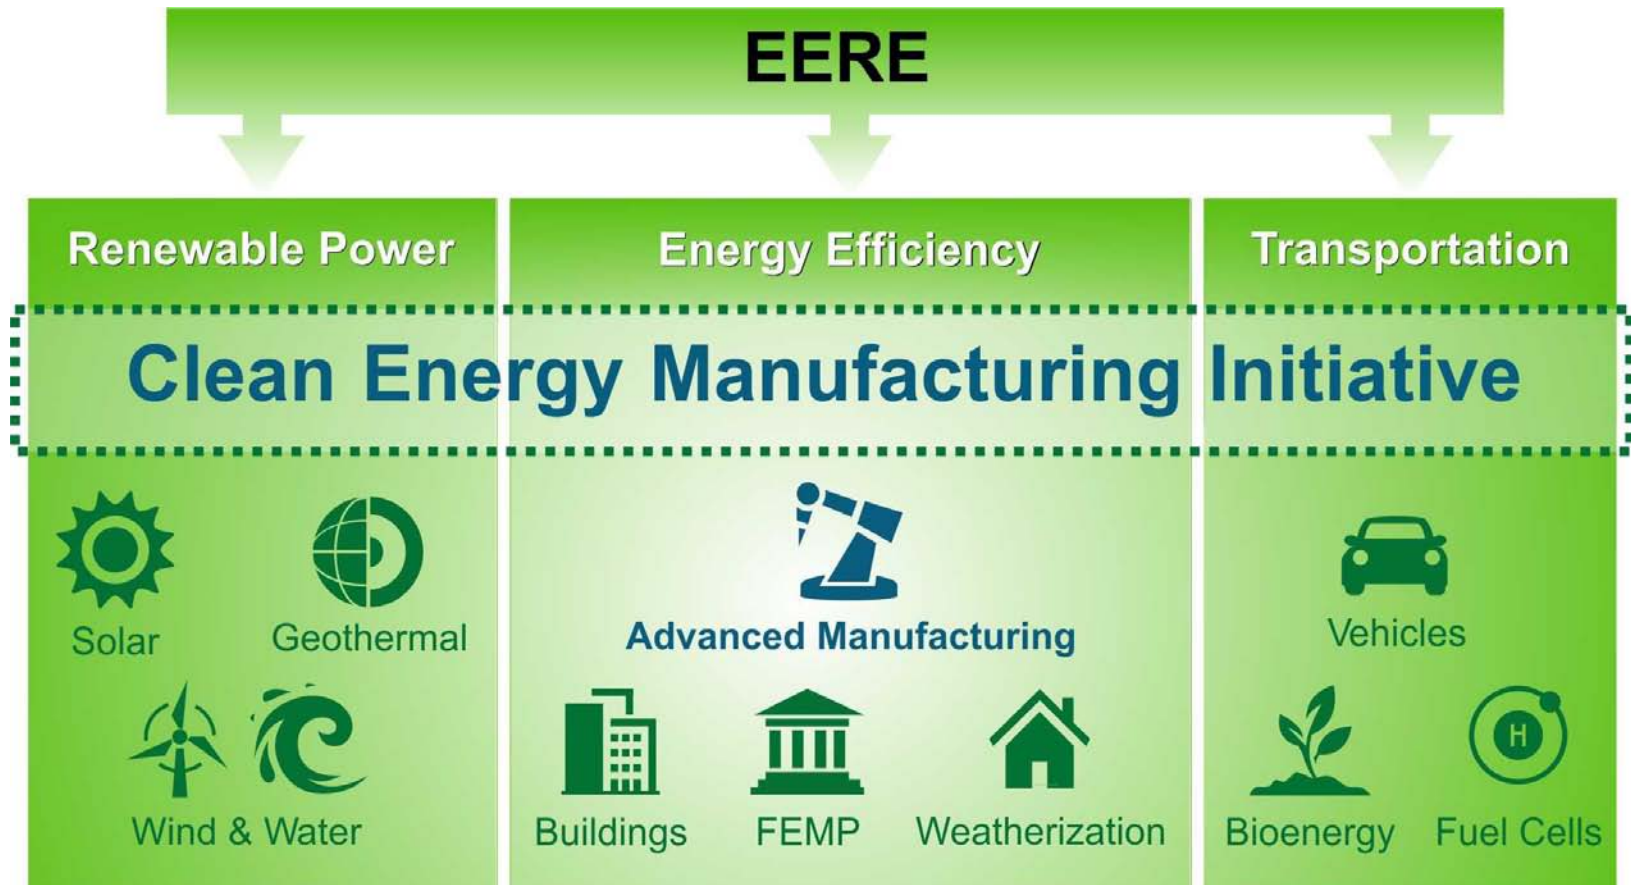 EERE
Renewable Power
Energy Efficiency
Transportation
Clean Energy Manufacturing Initiative
Solar
Geothermal
Wind & Water
Advanced Manufacturing
Buildings
FEMP
Weatherization
Vehicles
Bioenergy
H
Fuel Cells